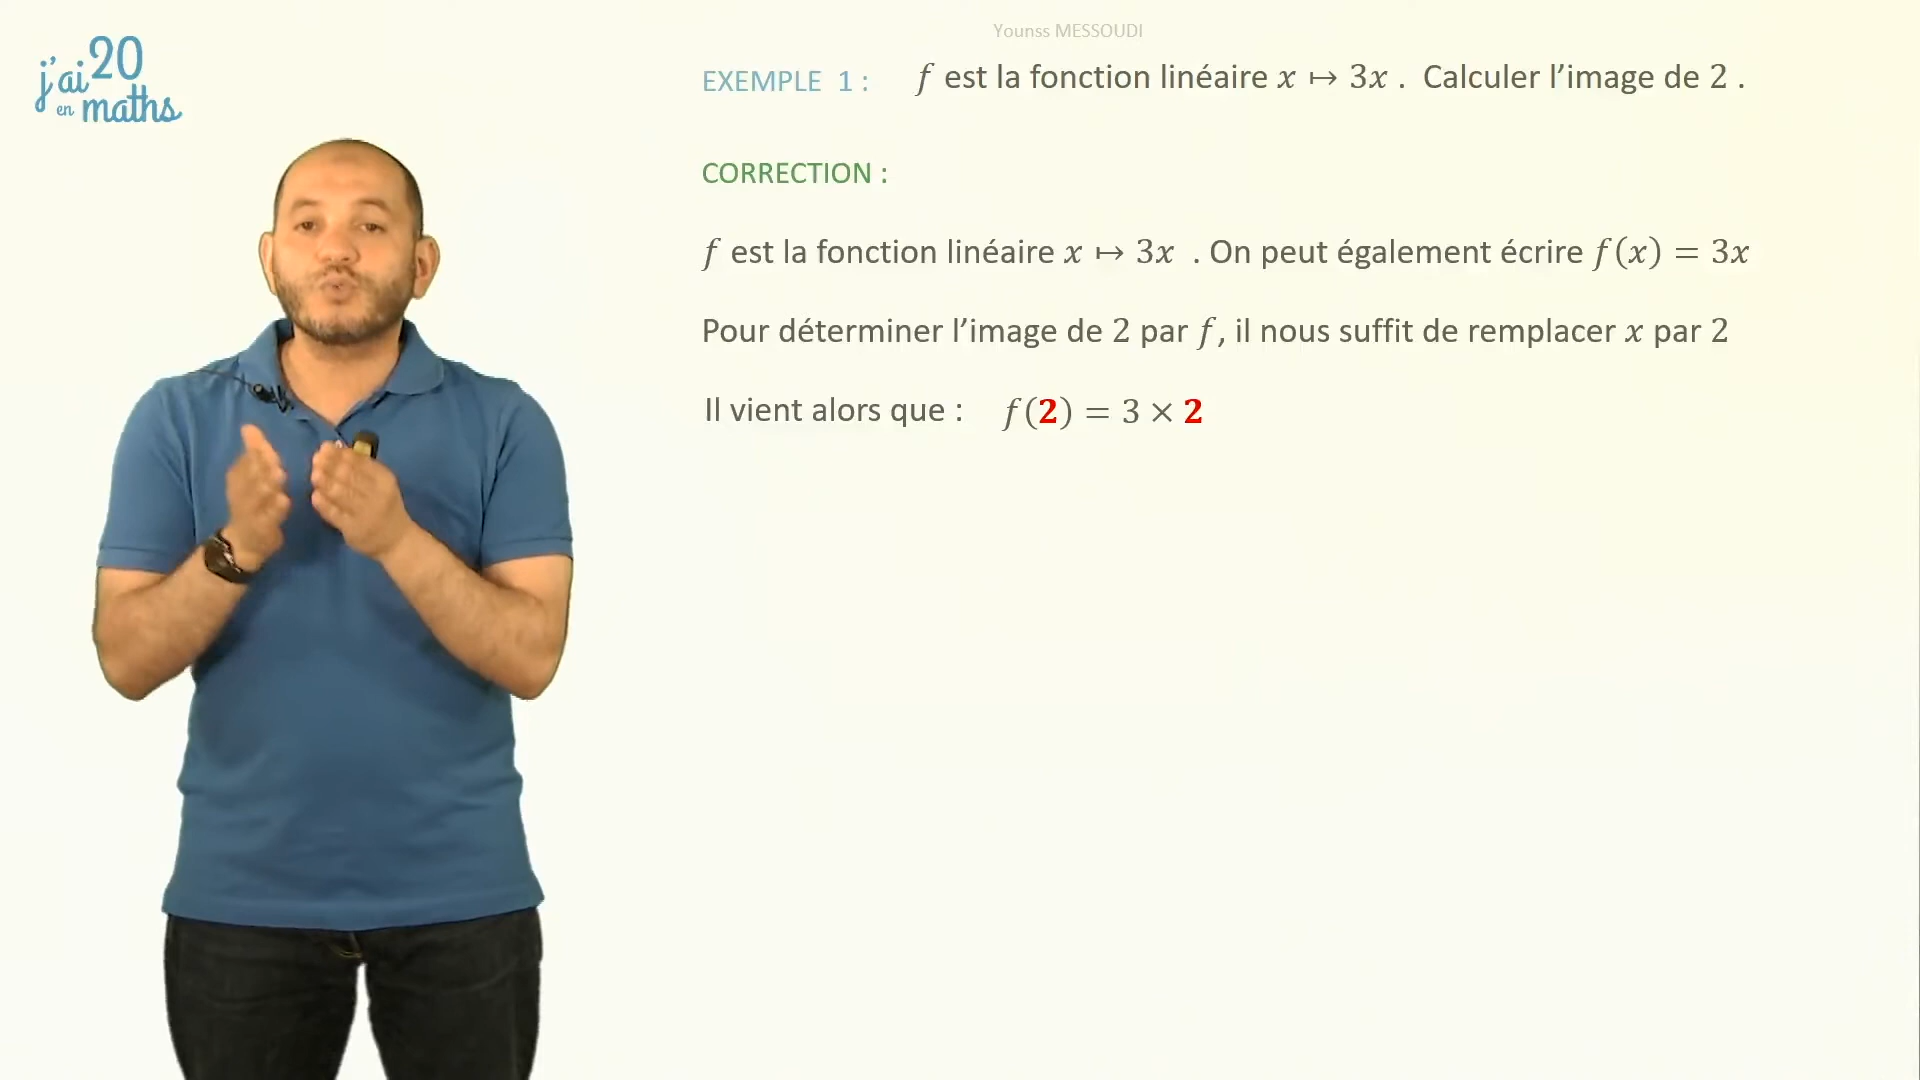 j'ai 20
en maths
Younss MESSOUDI
EXEMPLE 1 : f est la fonction linéaire x ↦ 3x . Calculer l’image de 2 .
CORRECTION :
f est la fonction linéaire x ↦ 3x . On peut également écrire f(x) = 3x
Pour déterminer l’image de 2 par f, il nous suffit de remplacer x par 2
Il vient alors que : f(2) = 3 × 2